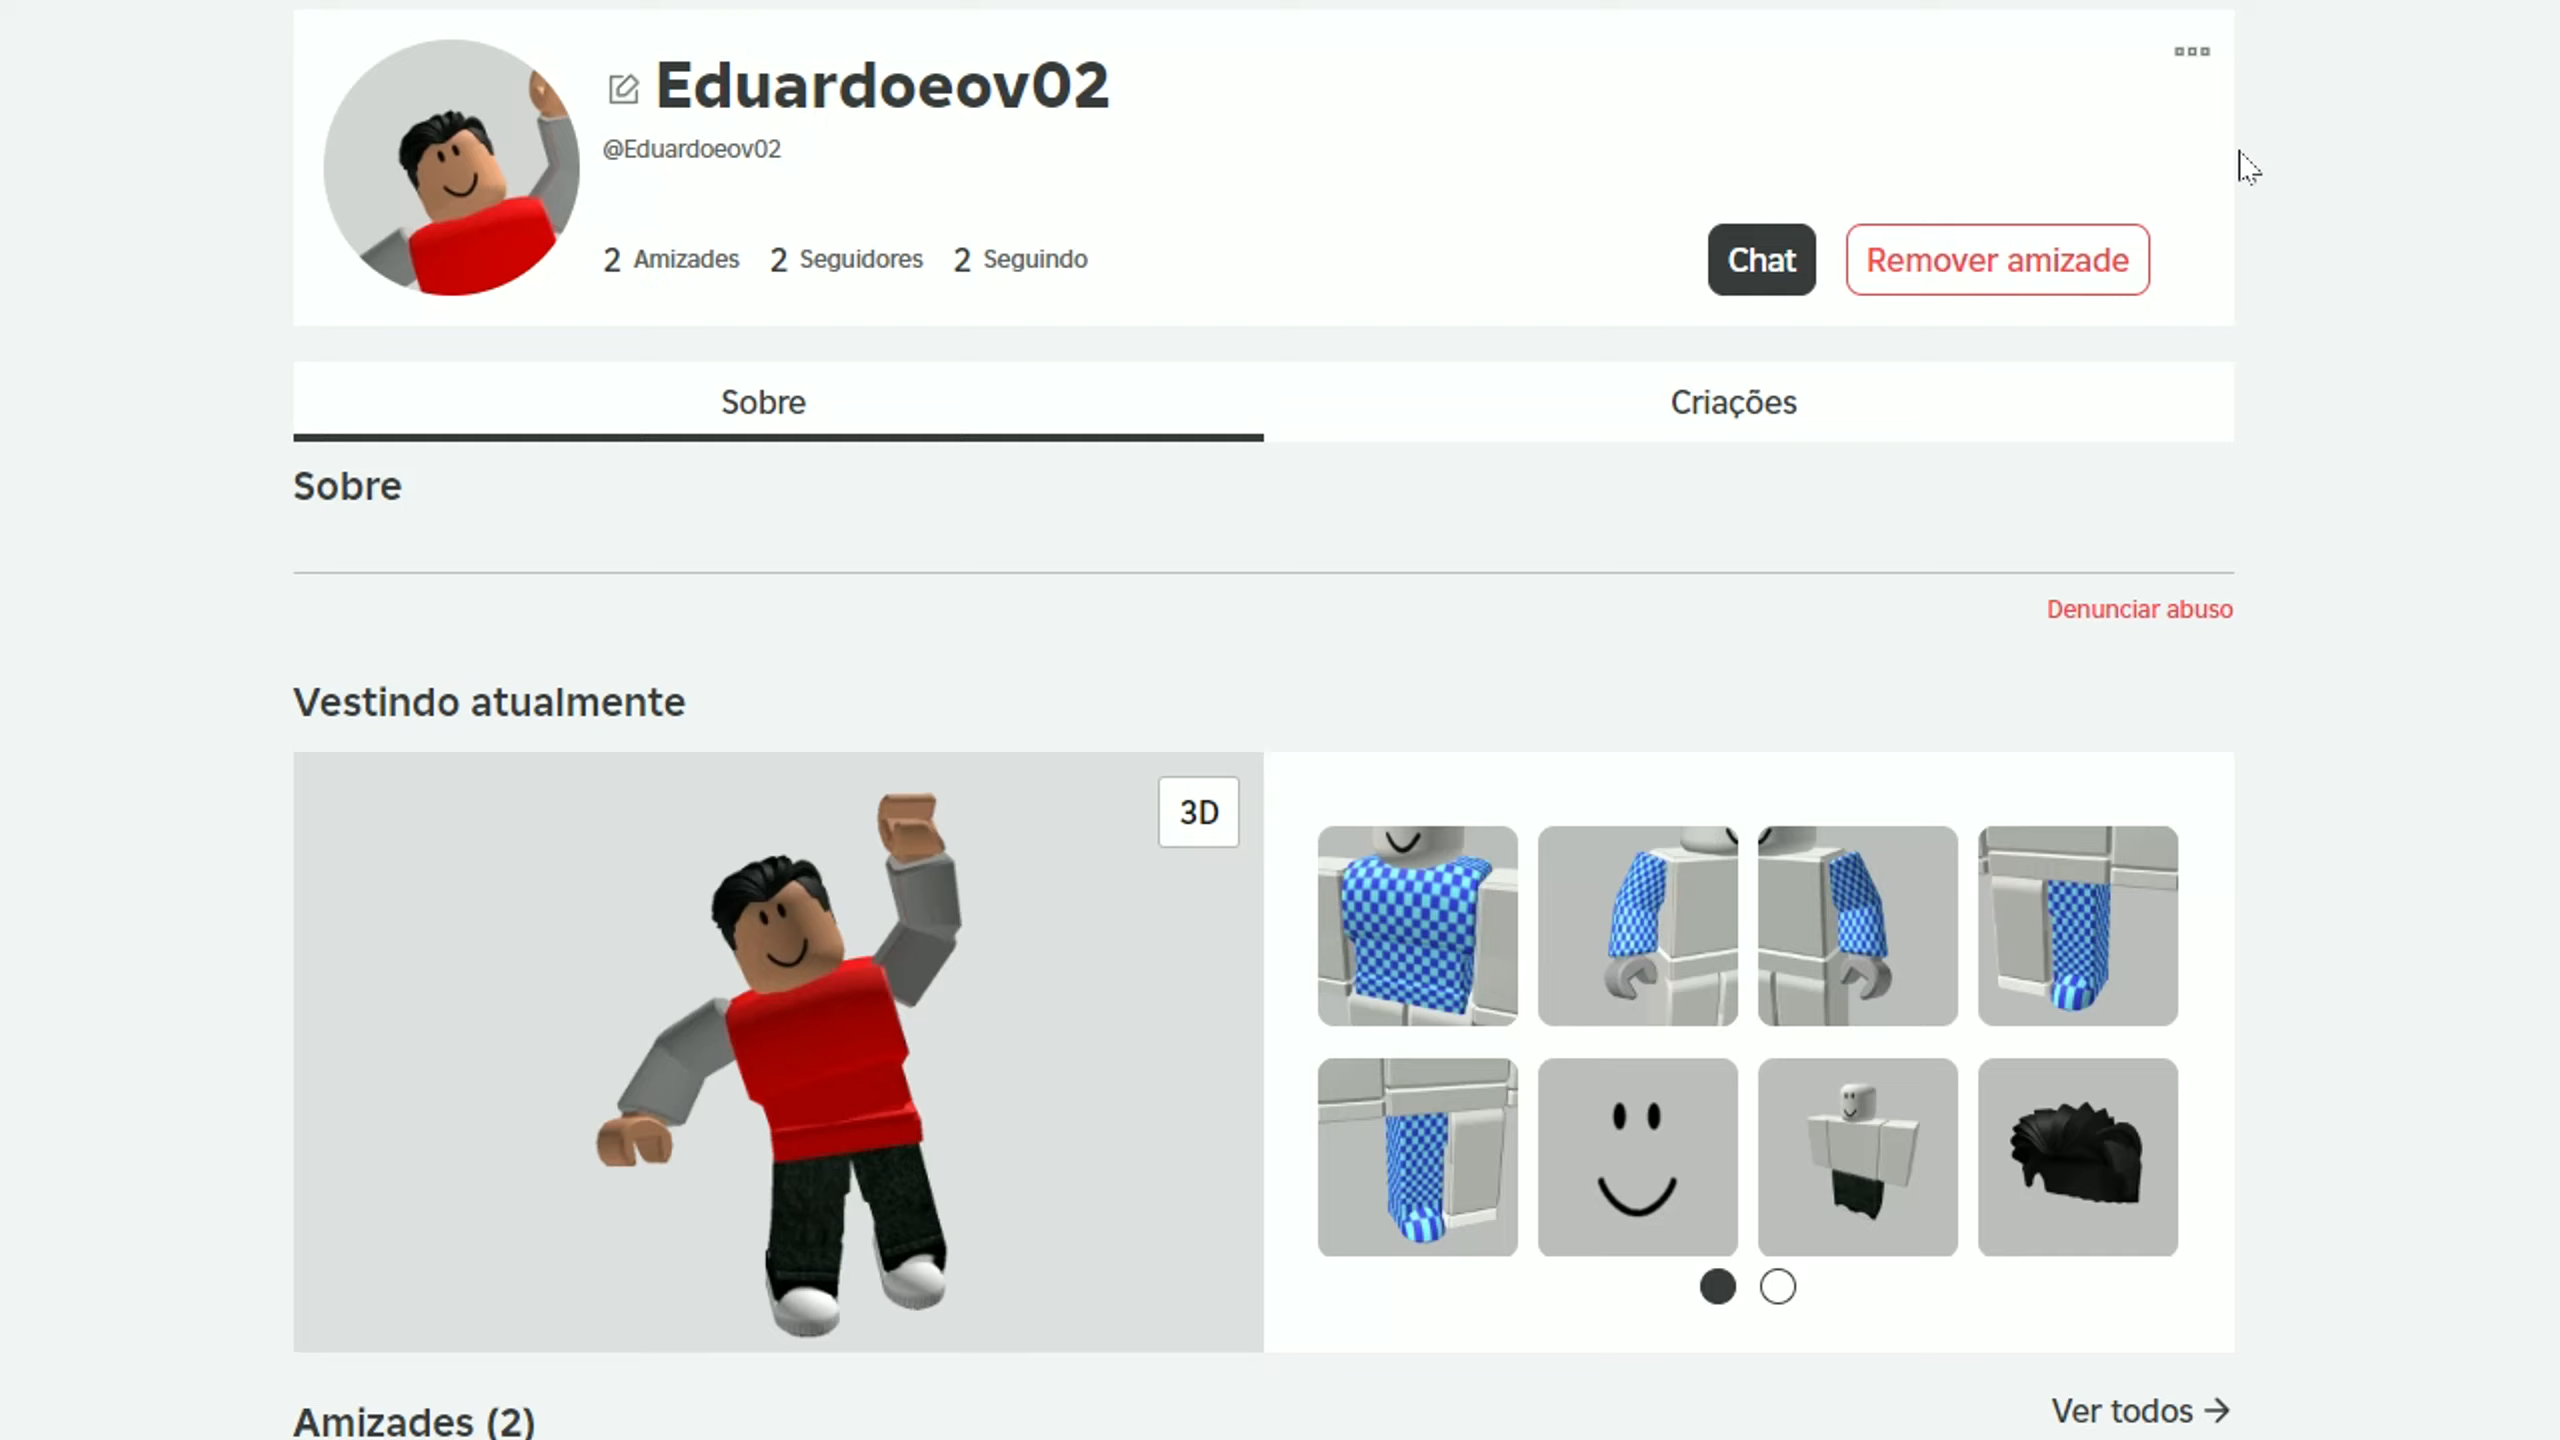 Eduardoeov02
@Eduardoeov02
2 Amizades 2 Seguidores 2 Seguindo
Chat
Remover amizade
Sobre
Criações
Sobre
Denunciar abuso
Vestindo atualmente
3D
Amizades (2)
Ver todos →